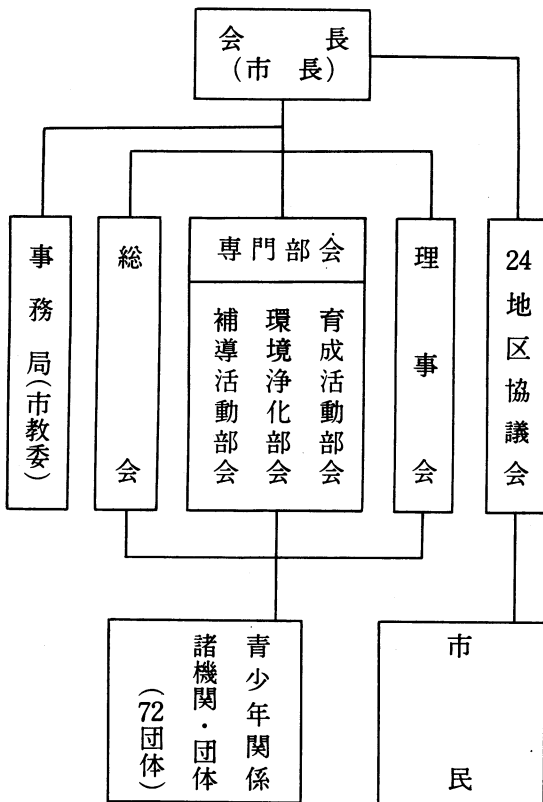 会長
(市長)
24地区協議会
理事会
専門部会
育成活動部会
環境浄化部会
補導活動部会
総会
事務局(市教委)
青少年関係
諸機関・団体
(72団体)
市民